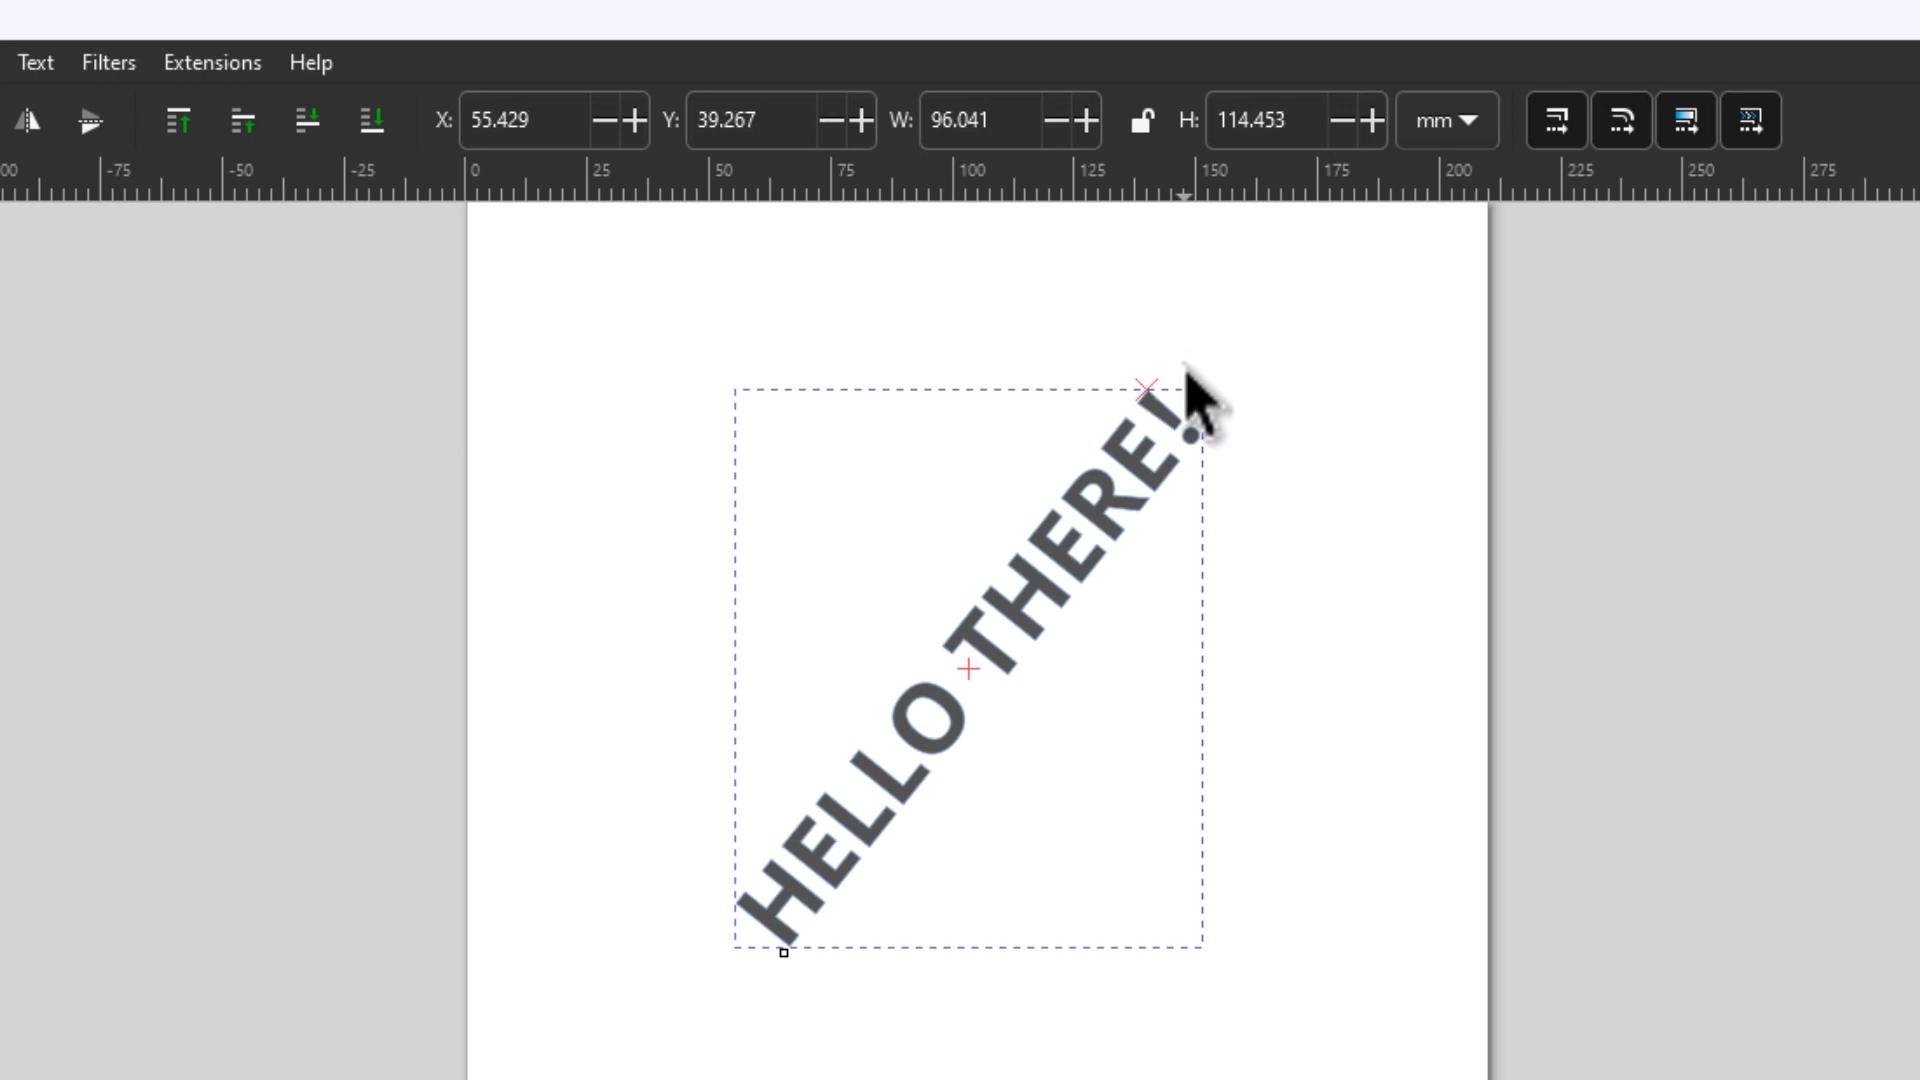 Text Filters Extensions Help
X: 55.429 Y: 39.267 W: 96.041 H: 114.453 mm
00 -75 -50 -25 0 25 50 75 100 125 150 175 200 225 250 275
HELLO THERE!